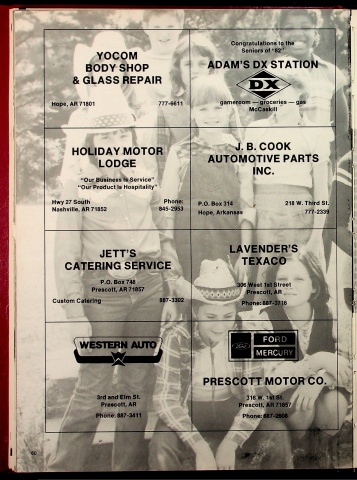 YOCOM
BODY SHOP
& GLASS REPAIR
Hope, AR 71801 777-6611
Congratulations to the
Seniors of "82"
ADAM'S DX STATION
DX
gameroom — groceries — gas
McCaskill
HOLIDAY MOTOR
LODGE
"Our Business Is Service"
"Our Product Is Hospitality"
Hwy 27 South Phone:
Nashville, AR 71852 845-2953
J. B. COOK
AUTOMOTIVE PARTS
INC.
P.O. Box 314 218 W. Third St.
Hope, Arkansas 777-2339
JETT'S
CATERING SERVICE
P.O. Box 746
Prescott, AR 71857
Custom Catering 887-3302
LAVENDER'S
TEXACO
306 West 1st Street
Prescott, AR
Phone: 887-3716
WESTERN AUTO
3rd and Elm St.
Prescott, AR
Phone: 887-3411
FORD
MERCURY
PRESCOTT MOTOR CO.
316 W. 1st St.
Prescott, AR 71857
Phone: 887-2606
60